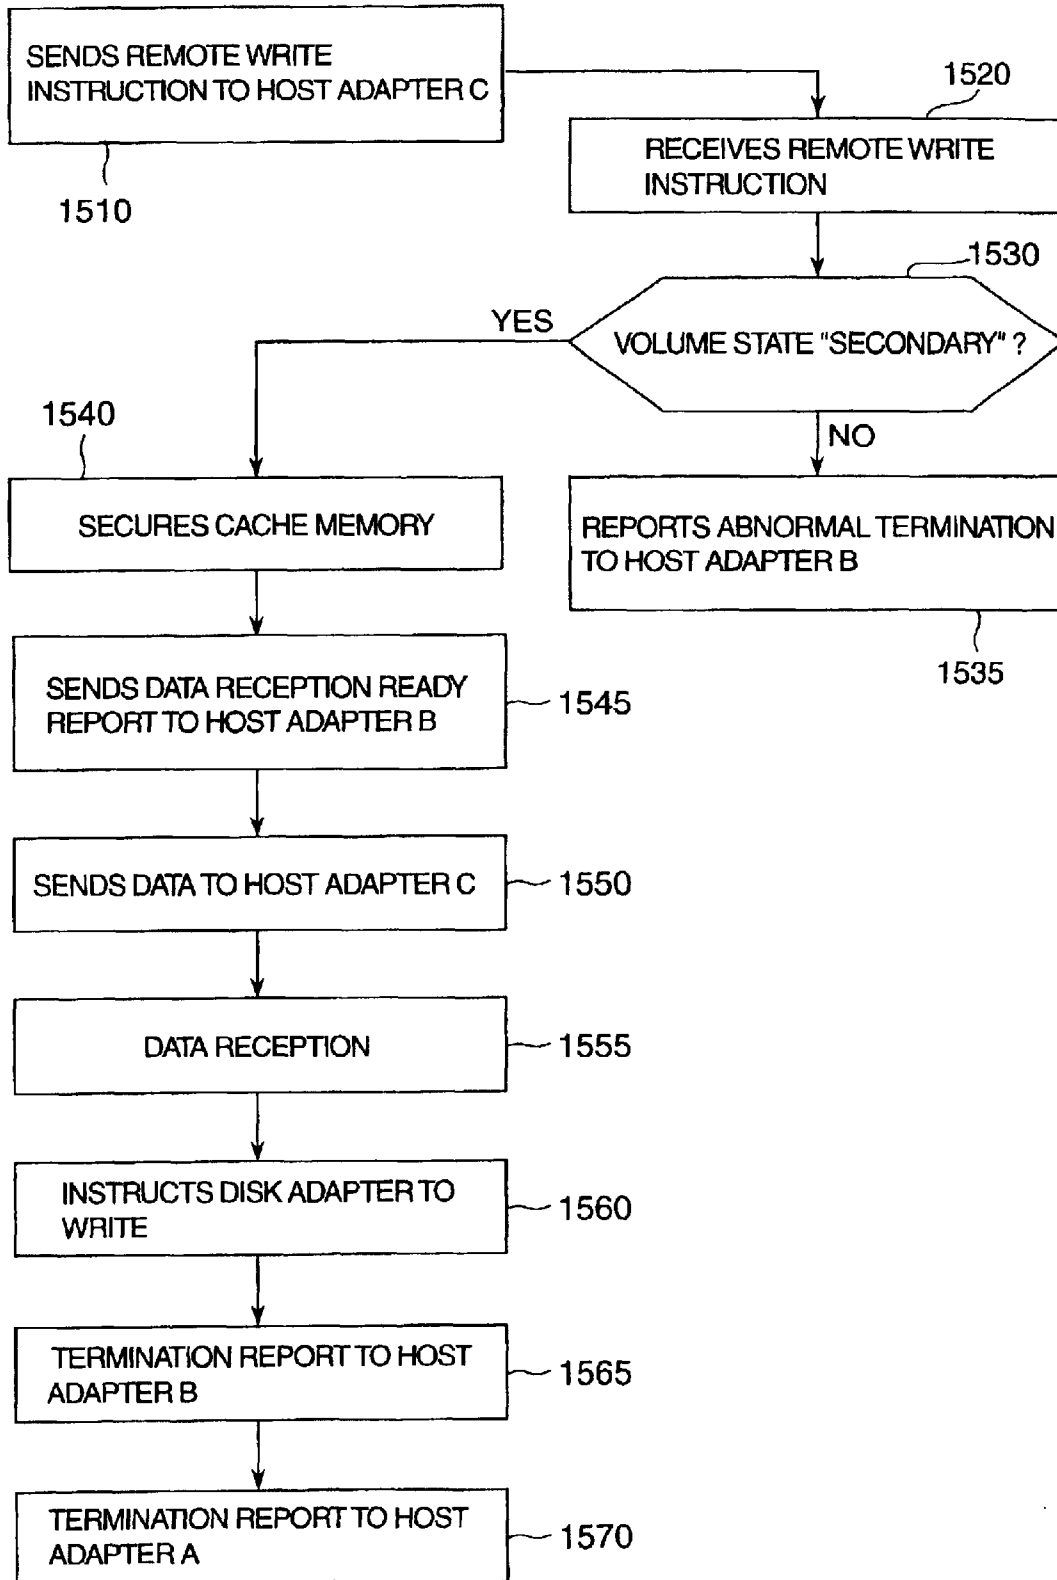 SENDS REMOTE WRITE
INSTRUCTION TO HOST ADAPTER C
1510
1520
RECEIVES REMOTE WRITE
INSTRUCTION
1530
VOLUME STATE "SECONDARY" ?
YES
NO
1540
SECURES CACHE MEMORY
REPORTS ABNORMAL TERMINATION
TO HOST ADAPTER B
1535
SENDS DATA RECEPTION READY
REPORT TO HOST ADAPTER B
1545
SENDS DATA TO HOST ADAPTER C
1550
DATA RECEPTION
1555
INSTRUCTS DISK ADAPTER TO
WRITE
1560
TERMINATION REPORT TO HOST
ADAPTER B
1565
TERMINATION REPORT TO HOST
ADAPTER A
1570